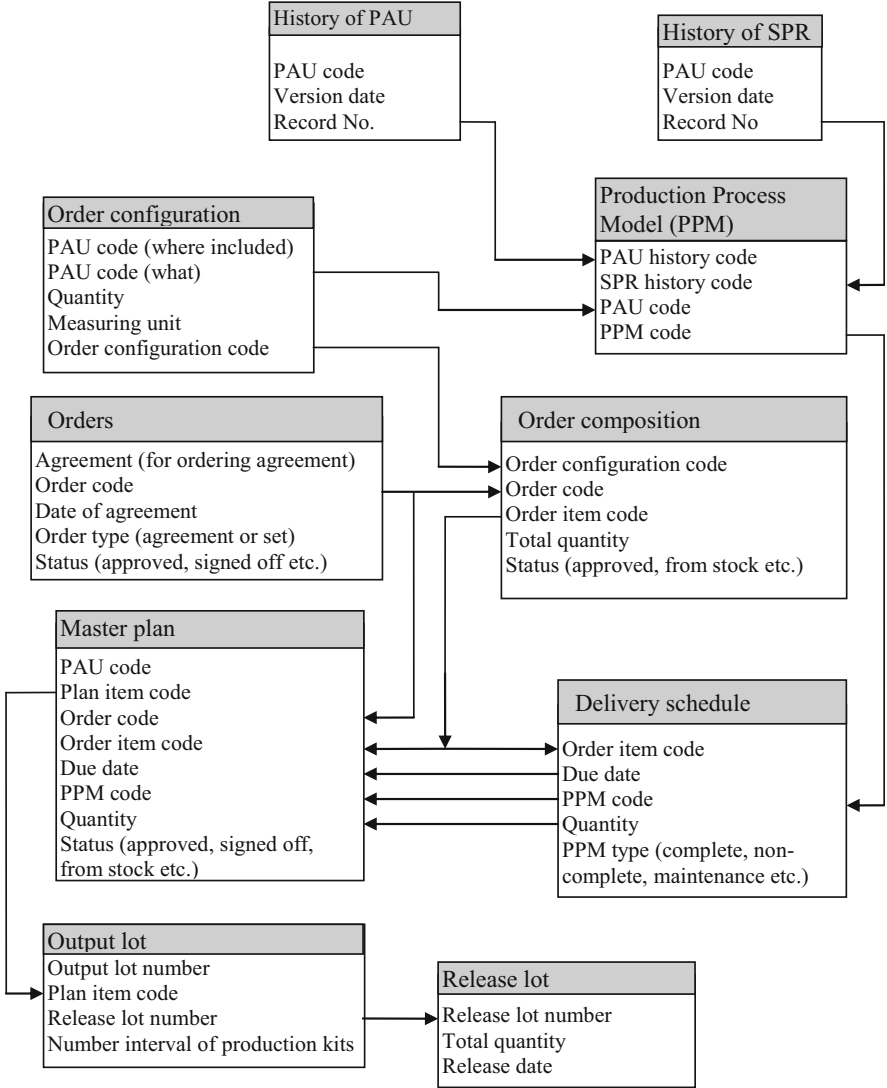 History of PAU
PAU code
Version date
Record No.
History of SPR
PAU code
Version date
Record No
Order configuration
PAU code (where included)
PAU code (what)
Quantity
Measuring unit
Order configuration code
Production Process
Model (PPM)
PAU history code
SPR history code
PAU code
PPM code
Orders
Agreement (for ordering agreement)
Order code
Date of agreement
Order type (agreement or set)
Status (approved, signed off etc.)
Order composition
Order configuration code
Order code
Order item code
Total quantity
Status (approved, from stock etc.)
Master plan
PAU code
Plan item code
Order code
Order item code
Due date
PPM code
Quantity
Status (approved, signed off,
from stock etc.)
Delivery schedule
Order item code
Due date
PPM code
Quantity
PPM type (complete, non-
complete, maintenance etc.)
Output lot
Output lot number
Plan item code
Release lot number
Number interval of production kits
Release lot
Release lot number
Total quantity
Release date